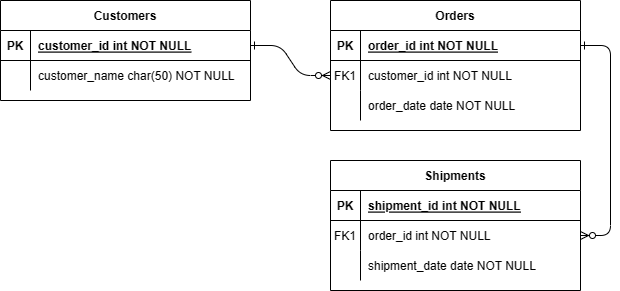 Customers
PK customer_id int NOT NULL
customer_name char(50) NOT NULL
Orders
PK order_id int NOT NULL
FK1 customer_id int NOT NULL
order_date date NOT NULL
Shipments
PK shipment_id int NOT NULL
FK1 order_id int NOT NULL
shipment_date date NOT NULL